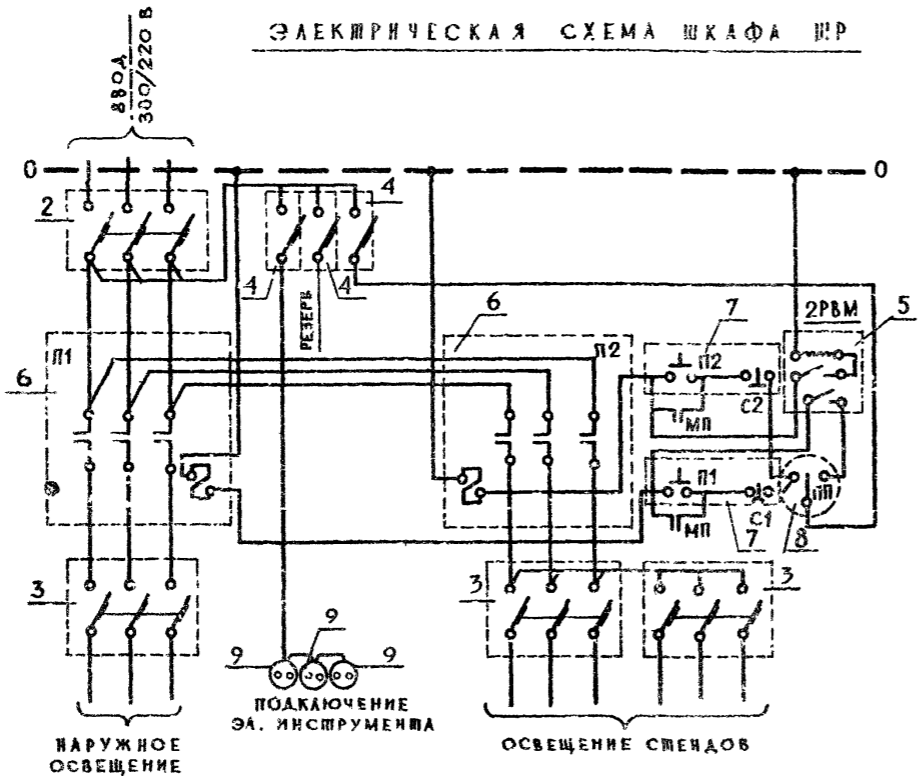 ЭЛЕКТРИЧЕСКАЯ СХЕМА ШКАФА ШР
ВВОД
300/220 В
0
0
2
4
4
4
РЕЗЕРВ
6
7
2РВМ
5
П1
П2
П2
6
С2
МП
П1
С1
ПП
МП
7
8
3
3
3
9
9
9
ПОДКЛЮЧЕНИЕ
ЭЛ. ИНСТРУМЕНТА
НАРУЖНОЕ
ОСВЕЩЕНИЕ
ОСВЕЩЕНИЕ СТЕНДОВ